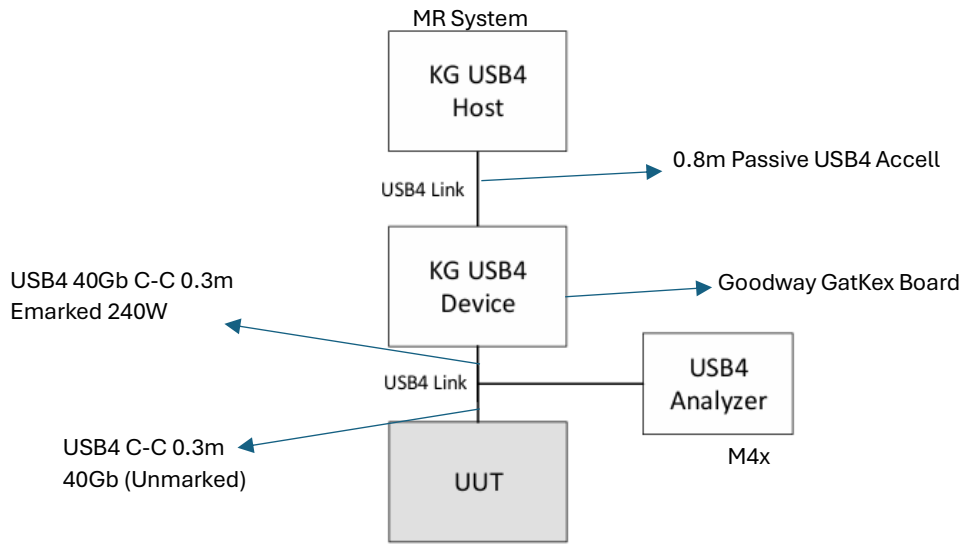 MR System
KG USB4
Host
0.8m Passive USB4 Accell
USB4 Link
KG USB4
Device
Goodway GatKex Board
USB4 40Gb C-C 0.3m
Emarked 240W
USB4 Link
USB4
Analyzer
M4x
USB4 C-C 0.3m
40Gb (Unmarked)
UUT